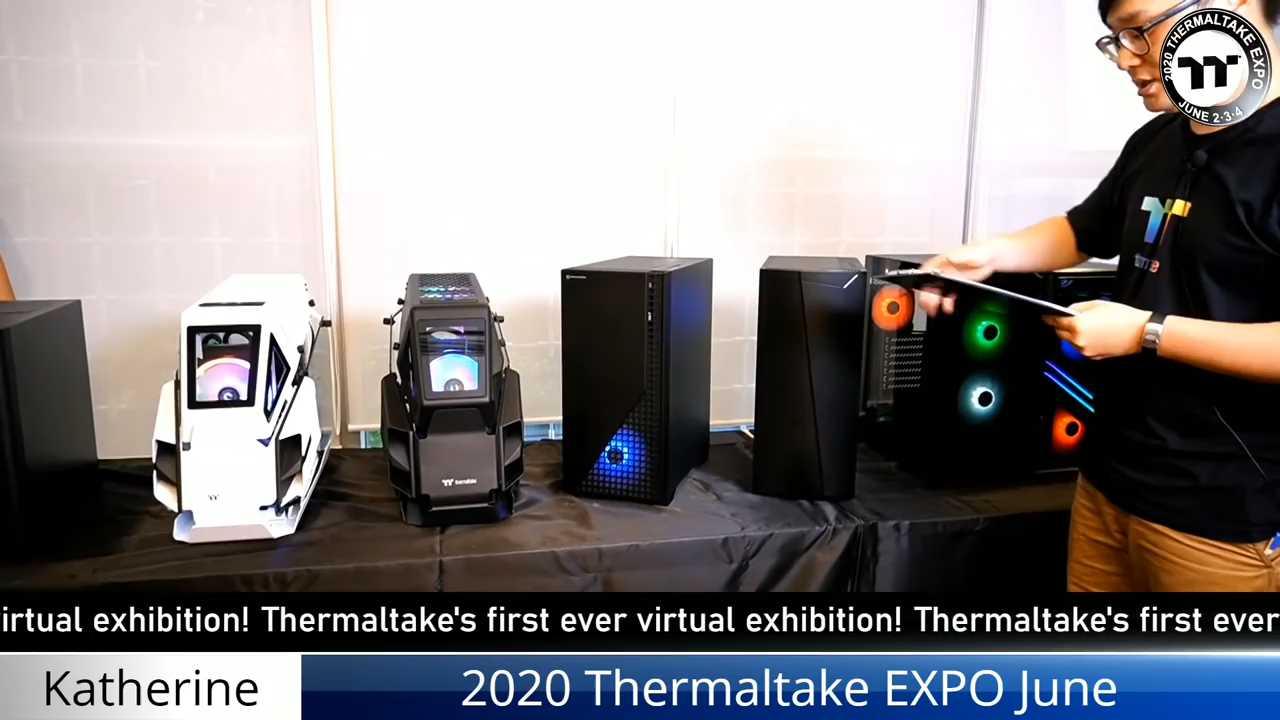 2020 THERMALTAKE EXPO
JUNE 2·3·4
thermaltake
irtual exhibition! Thermaltake's first ever virtual exhibition! Thermaltake's first ever
Katherine
2020 Thermaltake EXPO June